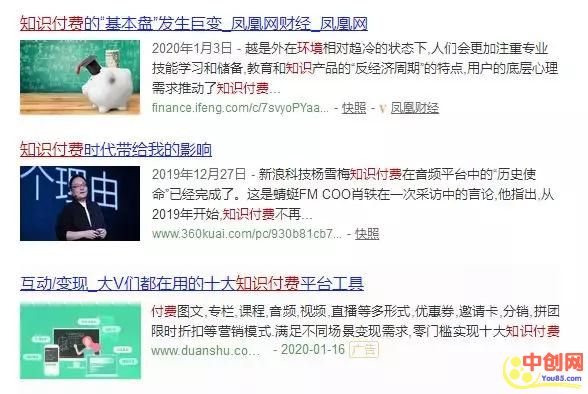 知识付费的“基本盘”发生巨变_凤凰网财经_凤凰网
2020年1月3日 - 越是外在环境相对趋冷的状态下,人们会更加注重专业
技能学习和储备,教育和知识产品的“反经济周期”的特点,用户的底层心理
需求推动了知识付费...
finance.ifeng.com/c/7svyoPYaa... - 快照 - 凤凰财经
知识付费时代带给我的影响
2019年12月27日 - 新浪科技杨雪梅知识付费在音频平台中的“历史使
命”已经完成了。这是蜻蜓FM COO肖轶在一次采访中的言论,他指出,从
2019年开始,知识付费不再...
个理由
www.360kuai.com/pc/930b81cb7... - 快照
互动/变现_大V们都在用的十大知识付费平台工具
付费图文,专栏,课程,音频,视频,直播等多形式,优惠券,邀请卡,分销,拼团
限时折扣等营销模式.满足不同场景变现需求,零门槛实现十大知识付费
www.duanshu.co... - 2020-01-16 广告
中创网
You85.com